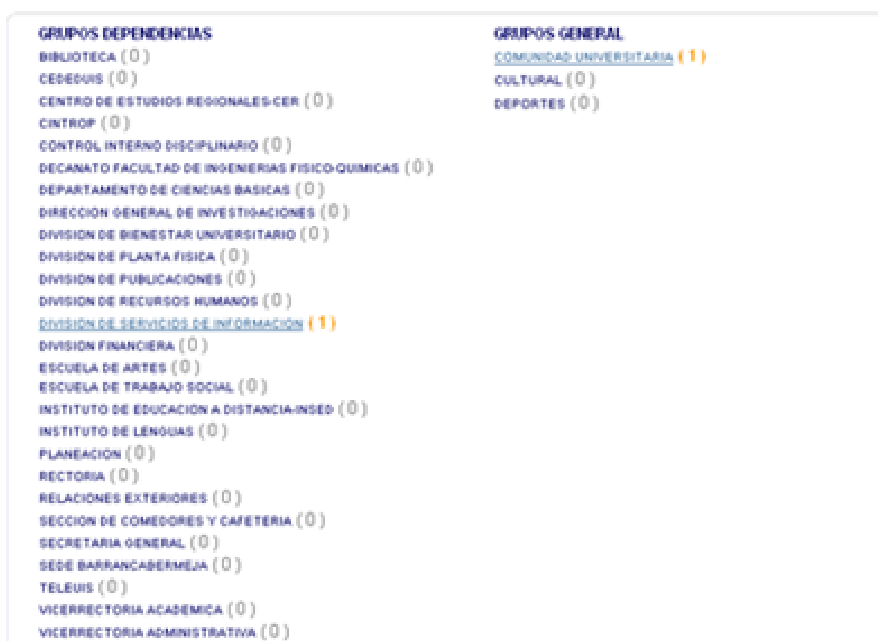 GRUPOS DEPENDENCIAS
BIBLIOTECA (0)
CEDEDUIS (0)
CENTRO DE ESTUDIOS REGIONALES-CER (0)
CINTROP (0)
CONTROL INTERNO DISCIPLINARIO (0)
DECANATO FACULTAD DE INGENIERIAS FISICO-QUIMICAS (0)
DEPARTAMENTO DE CIENCIAS BASICAS (0)
DIRECCION GENERAL DE INVESTIGACIONES (0)
DIVISION DE BIENESTAR UNIVERSITARIO (0)
DIVISION DE PLANTA FISICA (0)
DIVISION DE PUBLICACIONES (0)
DIVISION DE RECURSOS HUMANOS (0)
DIVISION DE SERVICIOS DE INFORMACION (1)
DIVISION FINANCIERA (0)
ESCUELA DE ARTES (0)
ESCUELA DE TRABAJO SOCIAL (0)
INSTITUTO DE EDUCACION A DISTANCIA-INSED (0)
INSTITUTO DE LENGUAS (0)
PLANEACION (0)
RECTORIA (0)
RELACIONES EXTERIORES (0)
SECCION DE COMEDORES Y CAFETERIA (0)
SECRETARIA GENERAL (0)
SEDE BARRANCABERMEJA (0)
TELEUIS (0)
VICERRECTORIA ACADEMICA (0)
VICERRECTORIA ADMINISTRATIVA (0)
GRUPOS GENERAL
COMUNIDAD UNIVERSITARIA (1)
CULTURAL (0)
DEPORTES (0)